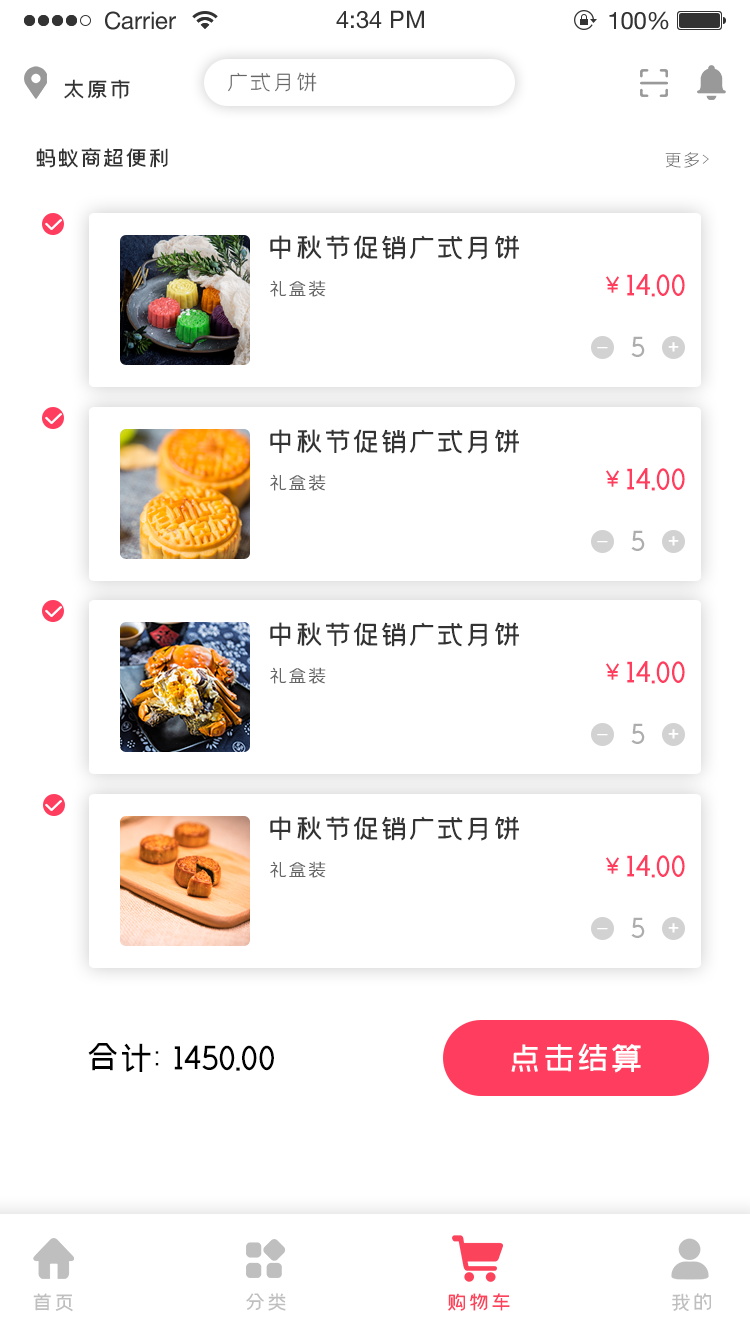 Carrier 4:34 PM 100%
太原市 广式月饼
蚂蚁商超便利 更多>
中秋节促销广式月饼
礼盒装
¥14.00
5
中秋节促销广式月饼
礼盒装
¥14.00
5
中秋节促销广式月饼
礼盒装
¥14.00
5
中秋节促销广式月饼
礼盒装
¥14.00
5
合计: 1450.00 点击结算
首页 分类 购物车 我的